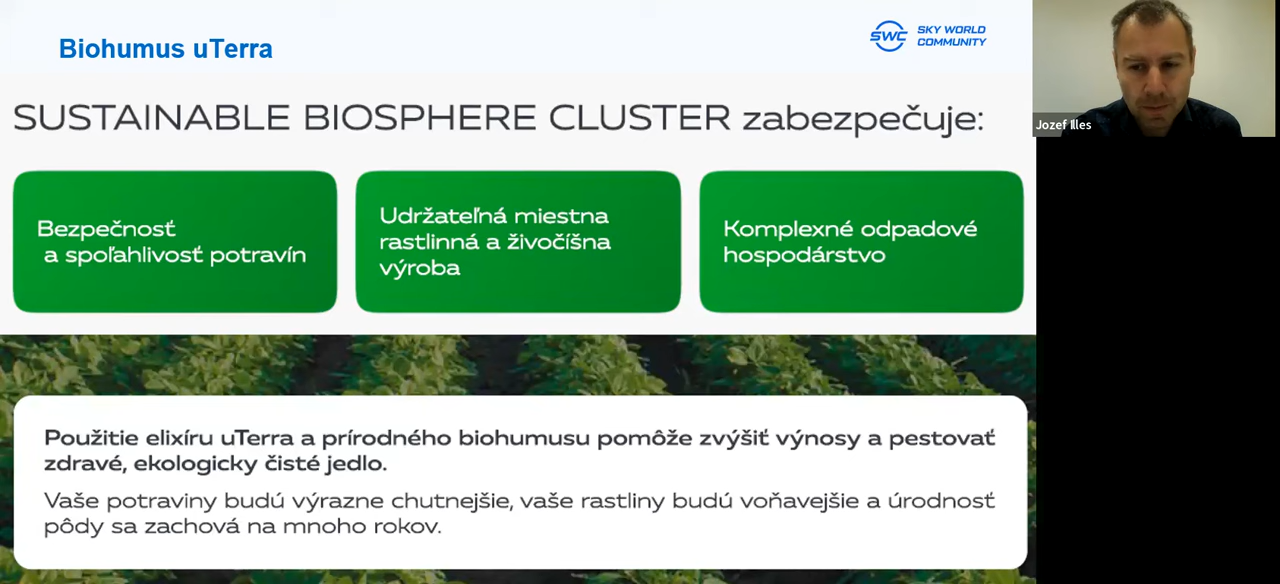 Biohumus uTerra
SWC SKY WORLD
COMMUNITY
SUSTAINABLE BIOSPHERE CLUSTER zabezpečuje:
Bezpečnosť
a spoľahlivosť potravín
Udržateľná miestna
rastlinná a živočíšna
výroba
Komplexné odpadové
hospodárstvo
Použitie elixíru uTerra a prírodného biohumusu pomôže zvýšiť výnosy a pestovať
zdravé, ekologicky čisté jedlo.
Vaše potraviny budú výrazne chutnejšie, vaše rastliny budú voňavejšie a úrodnosť
pôdy sa zachová na mnoho rokov.
Jozef Illes